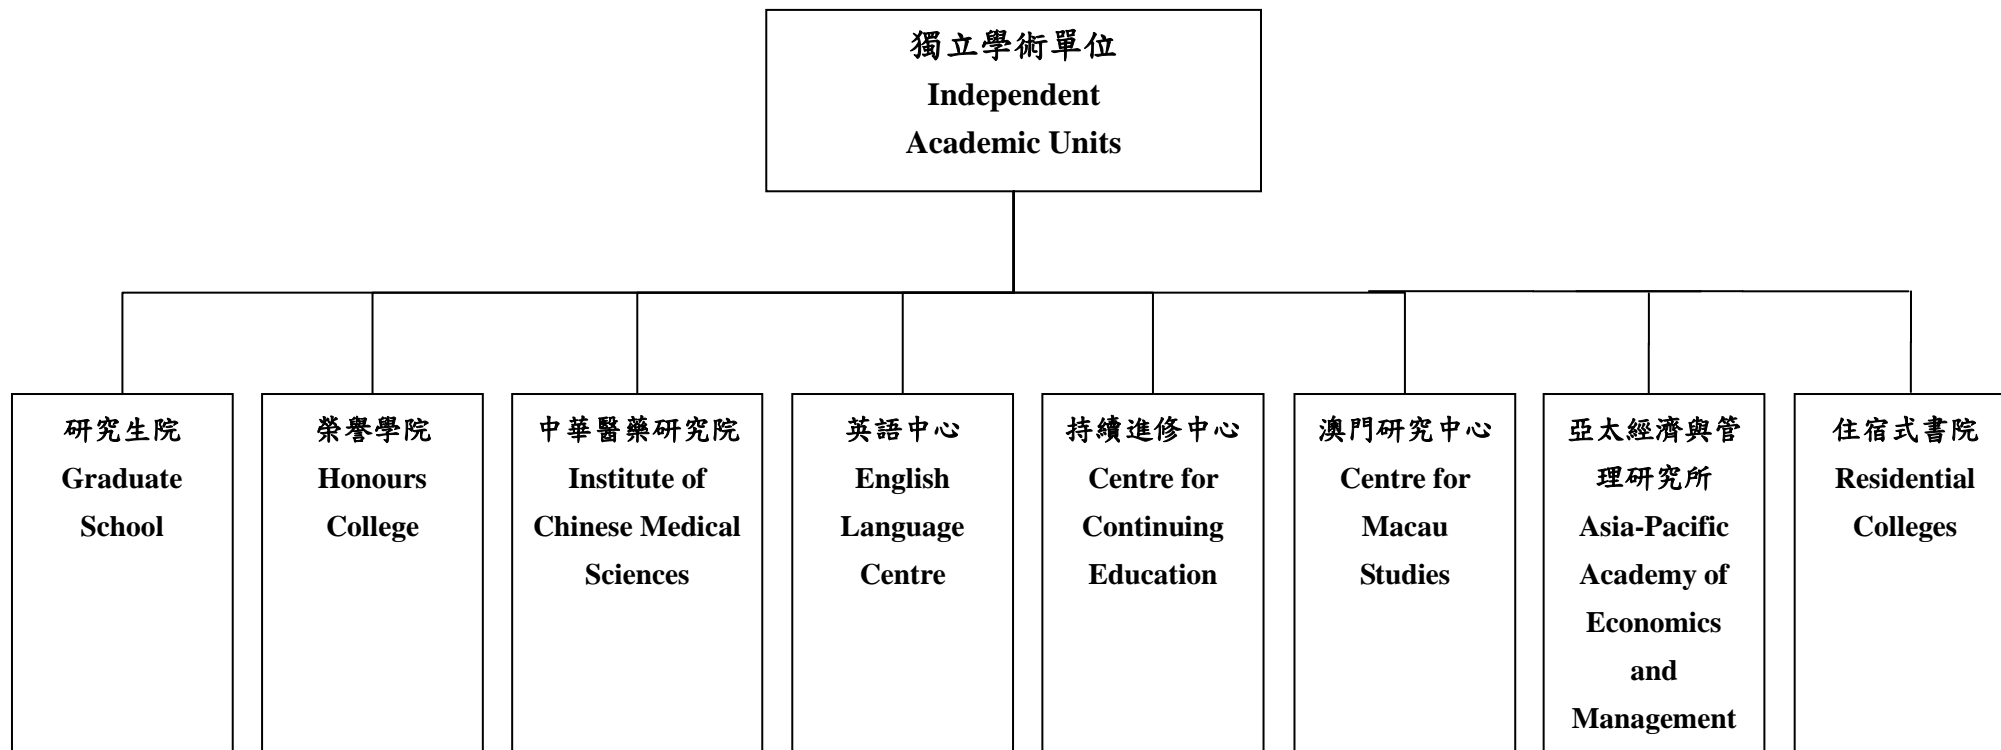 獨立學術單位
Independent
Academic Units
研究生院
Graduate
School
榮譽學院
Honours
College
中華醫藥研究院
Institute of
Chinese Medical
Sciences
英語中心
English
Language
Centre
持續進修中心
Centre for
Continuing
Education
澳門研究中心
Centre for
Macau
Studies
亞太經濟與管
理研究所
Asia-Pacific
Academy of
Economics
and
Management
住宿式書院
Residential
Colleges